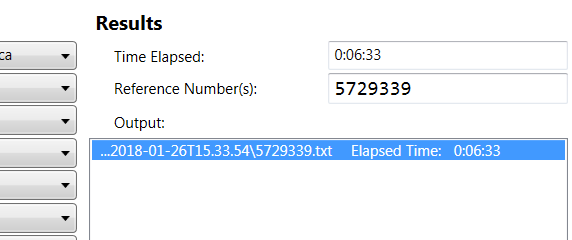 Results
ca
Time Elapsed: 0:06:33
Reference Number(s): 5729339
Output:
...2018-01-26T15.33.54\5729339.txt Elapsed Time: 0:06:33